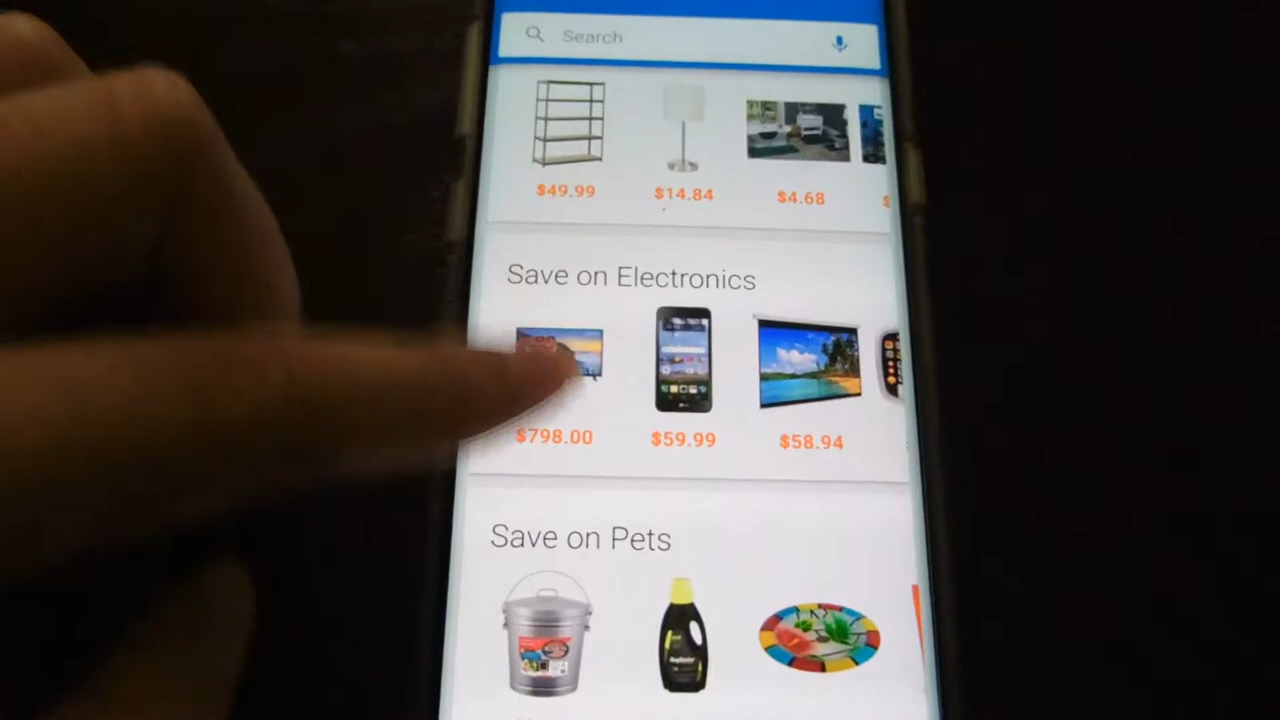 Search
$49.99
$14.84
$4.68
$
Save on Electronics
$798.00
$59.99
$58.94
Save on Pets